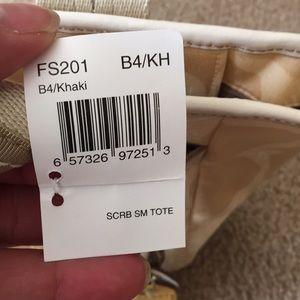 FS201 B4/KH
B4/Khaki
6 57326 97251 3
SCRB SM TOTE